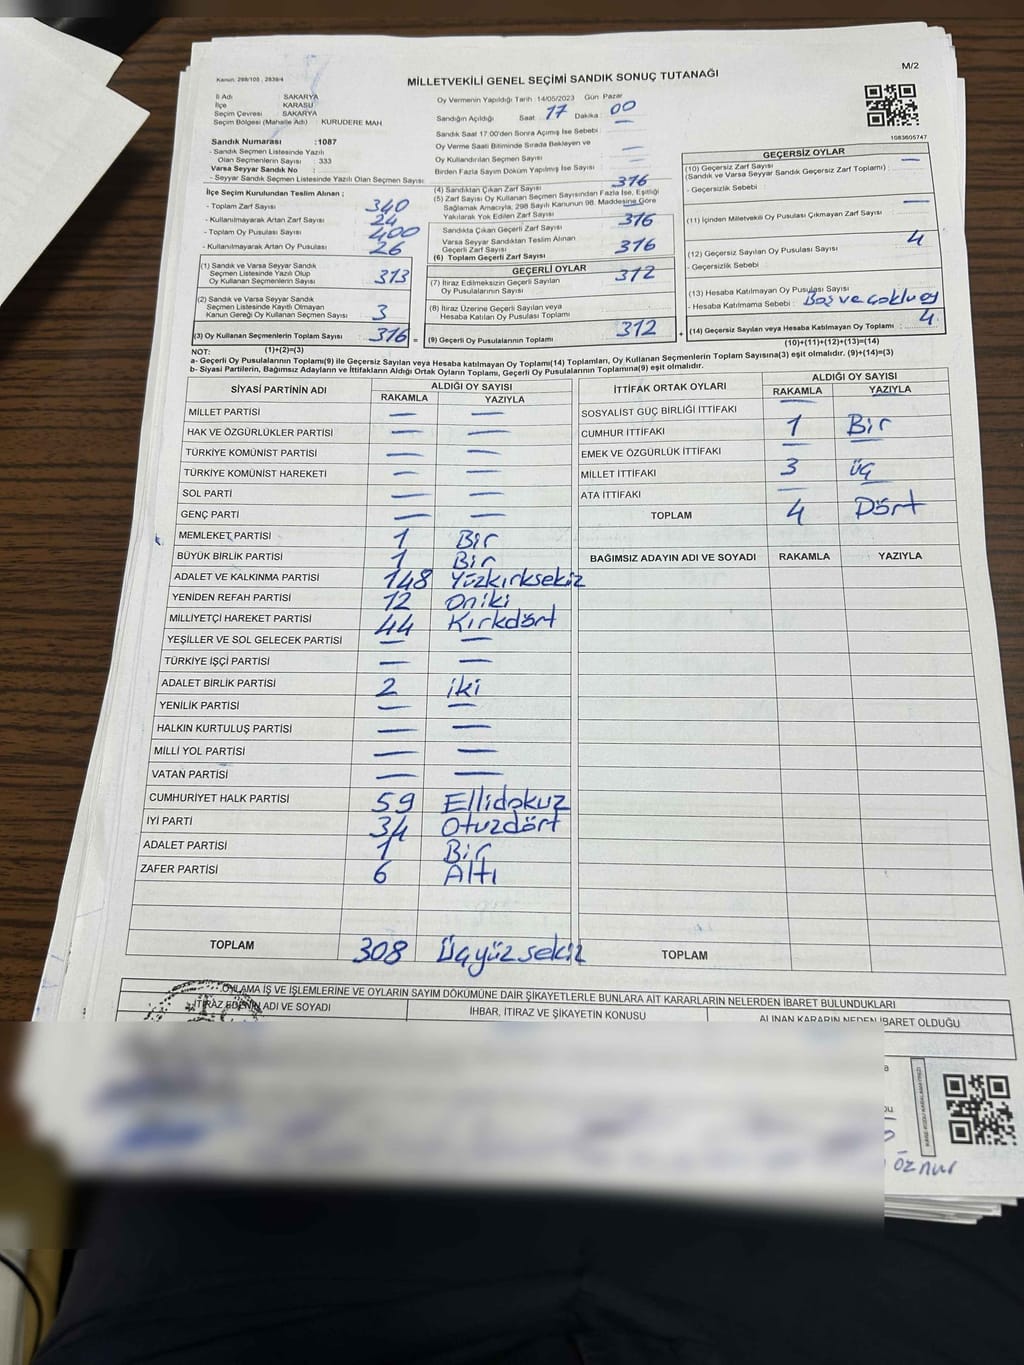 M/2
Kanun: 298/105 , 2839/4
MİLLETVEKİLİ GENEL SEÇİMİ SANDIK SONUÇ TUTANAĞI
İl Adı SAKARYA
İlçe KARASU
Seçim Çevresi SAKARYA
Seçim Bölgesi (Mahalle Adı) : KURUDERE MAH.
Sandık Numarası :1087
- Sandık Seçmen Listesinde Yazılı
Olan Seçmenlerin Sayısı : 333
Varsa Seyyar Sandık No :
- Seyyar Sandık Seçmen Listesinde Yazılı Olan Seçmen Sayısı:
Oy Vermenin Yapıldığı Tarih :14/05/2023 Gün Pazar
Sandığın Açıldığı Saat 17 Dakika : 00
Sandık Saat 17:00'den Sonra Açımış İse Sebebi : —
Oy Verme Saati Bitiminde Sırada Bekleyen ve
Oy Kullandırılan Seçmen Sayısı : —
Birden Fazla Sayım Döküm Yapılmış İse Sayısı —
1083605747
İlçe Seçim Kurulundan Teslim Alınan ;
- Toplam Zarf Sayısı 340
- Kullanılmayarak Artan Zarf Sayısı 24
- Toplam Oy Pusulası Sayısı 400
- Kullanılmayarak Artan Oy Pusulası 26
(1) Sandık ve Varsa Seyyar Sandık
Seçmen Listesinde Yazılı Olup
Oy Kullanan Seçmenlerin Sayısı 313
(2) Sandık ve Varsa Seyyar Sandık
Seçmen Listesinde Kayıtlı Olmayan
Kanun Gereği Oy Kullanan Seçmen Sayısı 3
(3) Oy Kullanan Seçmenlerin Toplam Sayısı 316 =
(1)+(2)=(3)
(4) Sandıktan Çıkan Zarf Sayısı 316
(5) Zarf Sayısı Oy Kullanan Seçmen Sayısından Fazla İse, Eşitliği
Sağlamak Amacıyla, 298 Sayılı Kanunun 98. Maddesine Göre
Yakılarak Yok Edilen Zarf Sayısı —
Sandıkta Çıkan Geçerli Zarf Sayısı 316
Varsa Seyyar Sandıktan Teslim Alınan
Geçerli Zarf Sayısı
(6) Toplam Geçerli Zarf Sayısı 316
GEÇERLİ OYLAR
(7) İtiraz Edilmeksizin Geçerli Sayılan
Oy Pusulalarının Sayısı 312
(8) İtiraz Üzerine Geçerli Sayılan veya
Hesaba Katılan Oy Pusulası Toplamı
(9) Geçerli Oy Pusulalarının Toplamı 312 +
GEÇERSİZ OYLAR
(10) Geçersiz Zarf Sayısı —
(Sandık ve Varsa Seyyar Sandık Geçersiz Zarf Toplamı) :
- Geçersizlik Sebebi :
(11) İçinden Milletvekili Oy Pusulası Çıkmayan Zarf Sayısı —
(12) Geçersiz Sayılan Oy Pusulası Sayısı 4
- Geçersizlik Sebebi :
(13) Hesaba Katılmayan Oy Pusulası Sayısı
- Hesaba Katılmama Sebebi : Boş ve çoklu oy
(14) Geçersiz Sayılan veya Hesaba Katılmayan Oy Toplamı : 4
(10)+(11)+(12)+(13)=(14)
NOT:
a- Geçerli Oy Pusulalarının Toplamı(9) ile Geçersiz Sayılan veya Hesaba katılmayan Oy Toplamı(14) Toplamları, Oy Kullanan Seçmenlerin Toplam Sayısına(3) eşit olmalıdır. (9)+(14)=(3)
b- Siyasi Partilerin, Bağımsız Adayların ve İttifakların Aldığı Ortak Oyların Toplamı, Geçerli Oy Pusulalarının Toplamına(9) eşit olmalıdır.
SİYASİ PARTİNİN ADI ALDIĞI OY SAYISI
RAKAMLA YAZIYLA
MİLLET PARTİSİ — —
HAK VE ÖZGÜRLÜKLER PARTİSİ — —
TÜRKİYE KOMÜNİST PARTİSİ — —
TÜRKİYE KOMÜNİST HAREKETİ — —
SOL PARTİ — —
GENÇ PARTİ — —
MEMLEKET PARTİSİ 1 Bir
BÜYÜK BİRLİK PARTİSİ 1 Bir
ADALET VE KALKINMA PARTİSİ 148 Yüzkırksekiz
YENİDEN REFAH PARTİSİ 12 Oniki
MİLLİYETÇİ HAREKET PARTİSİ 44 Kırkdört
YEŞİLLER VE SOL GELECEK PARTİSİ — —
TÜRKİYE İŞÇİ PARTİSİ — —
ADALET BİRLİK PARTİSİ 2 iki
YENİLİK PARTİSİ — —
HALKIN KURTULUŞ PARTİSİ — —
MİLLİ YOL PARTİSİ — —
VATAN PARTİSİ — —
CUMHURİYET HALK PARTİSİ 59 Ellidokuz
İYİ PARTİ 34 Otuzdört
ADALET PARTİSİ 1 Bir
ZAFER PARTİSİ 6 Altı
TOPLAM 308 Üçyüzsekiz
İTTİFAK ORTAK OYLARI ALDIĞI OY SAYISI
RAKAMLA YAZIYLA
SOSYALİST GÜÇ BİRLİĞİ İTTİFAKI — —
CUMHUR İTTİFAKI 1 Bir
EMEK VE ÖZGÜRLÜK İTTİFAKI — —
MİLLET İTTİFAKI 3 üç
ATA İTTİFAKI — —
TOPLAM 4 Dört
BAĞIMSIZ ADAYIN ADI VE SOYADI RAKAMLA YAZIYLA
TOPLAM
OYLAMA İŞ VE İŞLEMLERİNE VE OYLARIN SAYIM DÖKÜMÜNE DAİR ŞİKAYETLERLE BUNLARA AİT KARARLARIN NELERDEN İBARET BULUNDUKLARI
İTİRAZ EDENİN ADI VE SOYADI İHBAR, İTİRAZ VE ŞİKAYETİN KONUSU ALINAN KARARIN NEDEN İBARET OLDUĞU
öznur